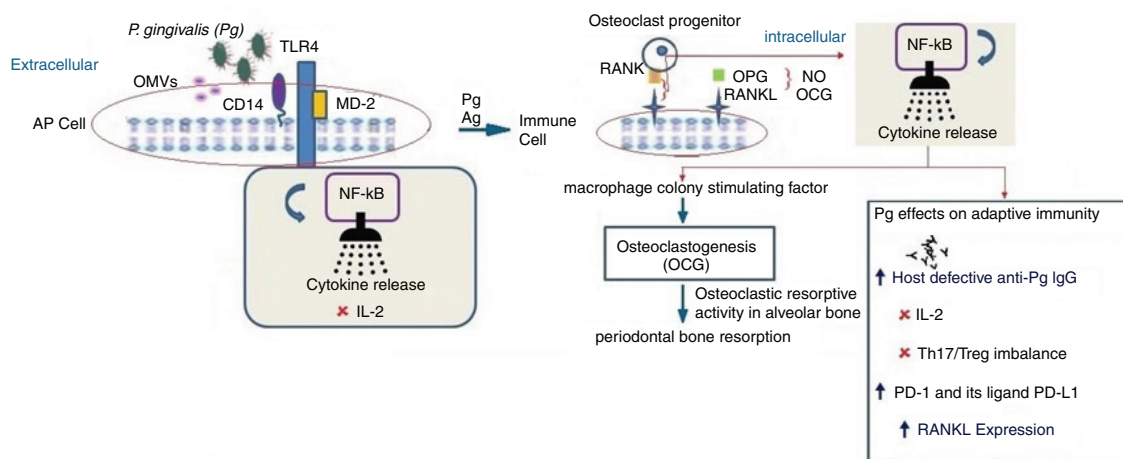 P. gingivalis (Pg)
TLR4
Extracellular
OMVs
CD14
MD-2
AP Cell
Pg
Ag
Immune
Cell
NF-kB
Cytokine release
IL-2
Osteoclast progenitor
intracellular
RANK
OPG
NO
RANKL
OCG
NF-kB
Cytokine release
macrophage colony stimulating factor
Osteoclastogenesis
(OCG)
Osteoclastic resorptive
activity in alveolar bone
periodontal bone resorption
Pg effects on adaptive immunity
Host defective anti-Pg IgG
IL-2
Th17/Treg imbalance
PD-1 and its ligand PD-L1
RANKL Expression